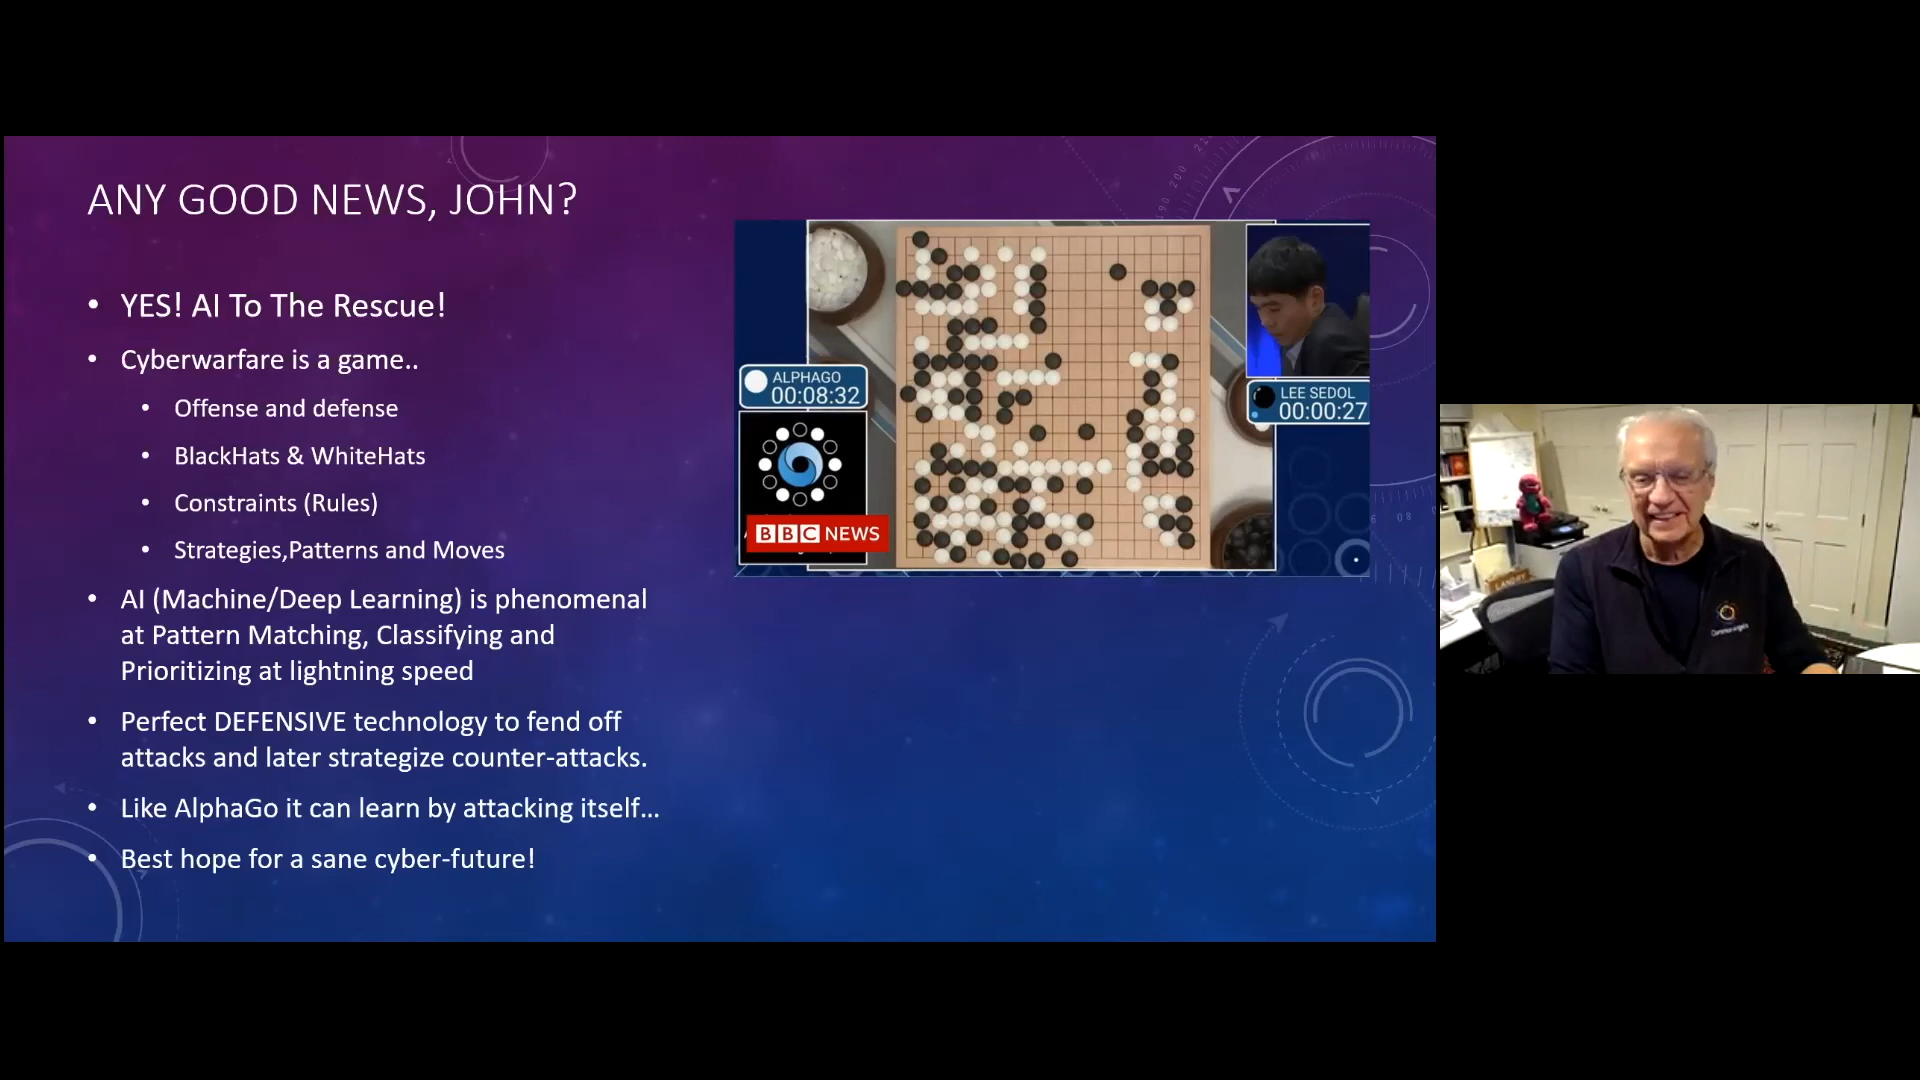 ANY GOOD NEWS, JOHN?
• YES! AI To The Rescue!
• Cyberwarfare is a game..
• Offense and defense
• BlackHats & WhiteHats
• Constraints (Rules)
• Strategies,Patterns and Moves
• AI (Machine/Deep Learning) is phenomenal
at Pattern Matching, Classifying and
Prioritizing at lightning speed
• Perfect DEFENSIVE technology to fend off
attacks and later strategize counter-attacks.
• Like AlphaGo it can learn by attacking itself...
• Best hope for a sane cyber-future!
ALPHAGO
00:08:32
BBC NEWS
LEE SEDOL
00:00:27
LANDRY